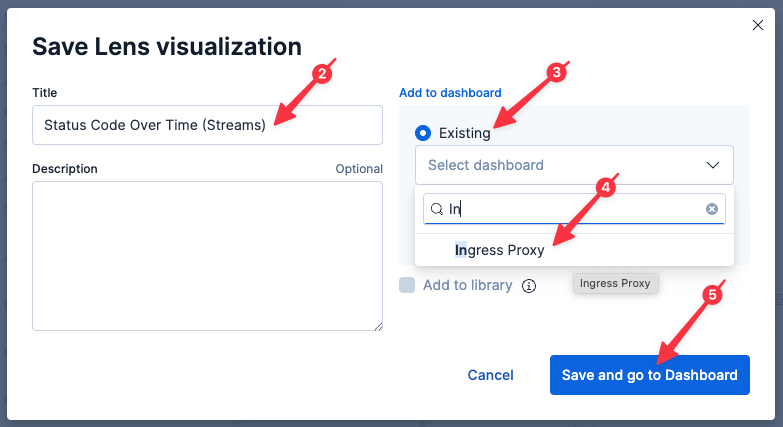 Save Lens visualization
2
3
Title
Add to dashboard
Status Code Over Time (Streams)
Existing
Description
Optional
Select dashboard
4
In
Ingress Proxy
Add to library
Ingress Proxy
5
Cancel
Save and go to Dashboard